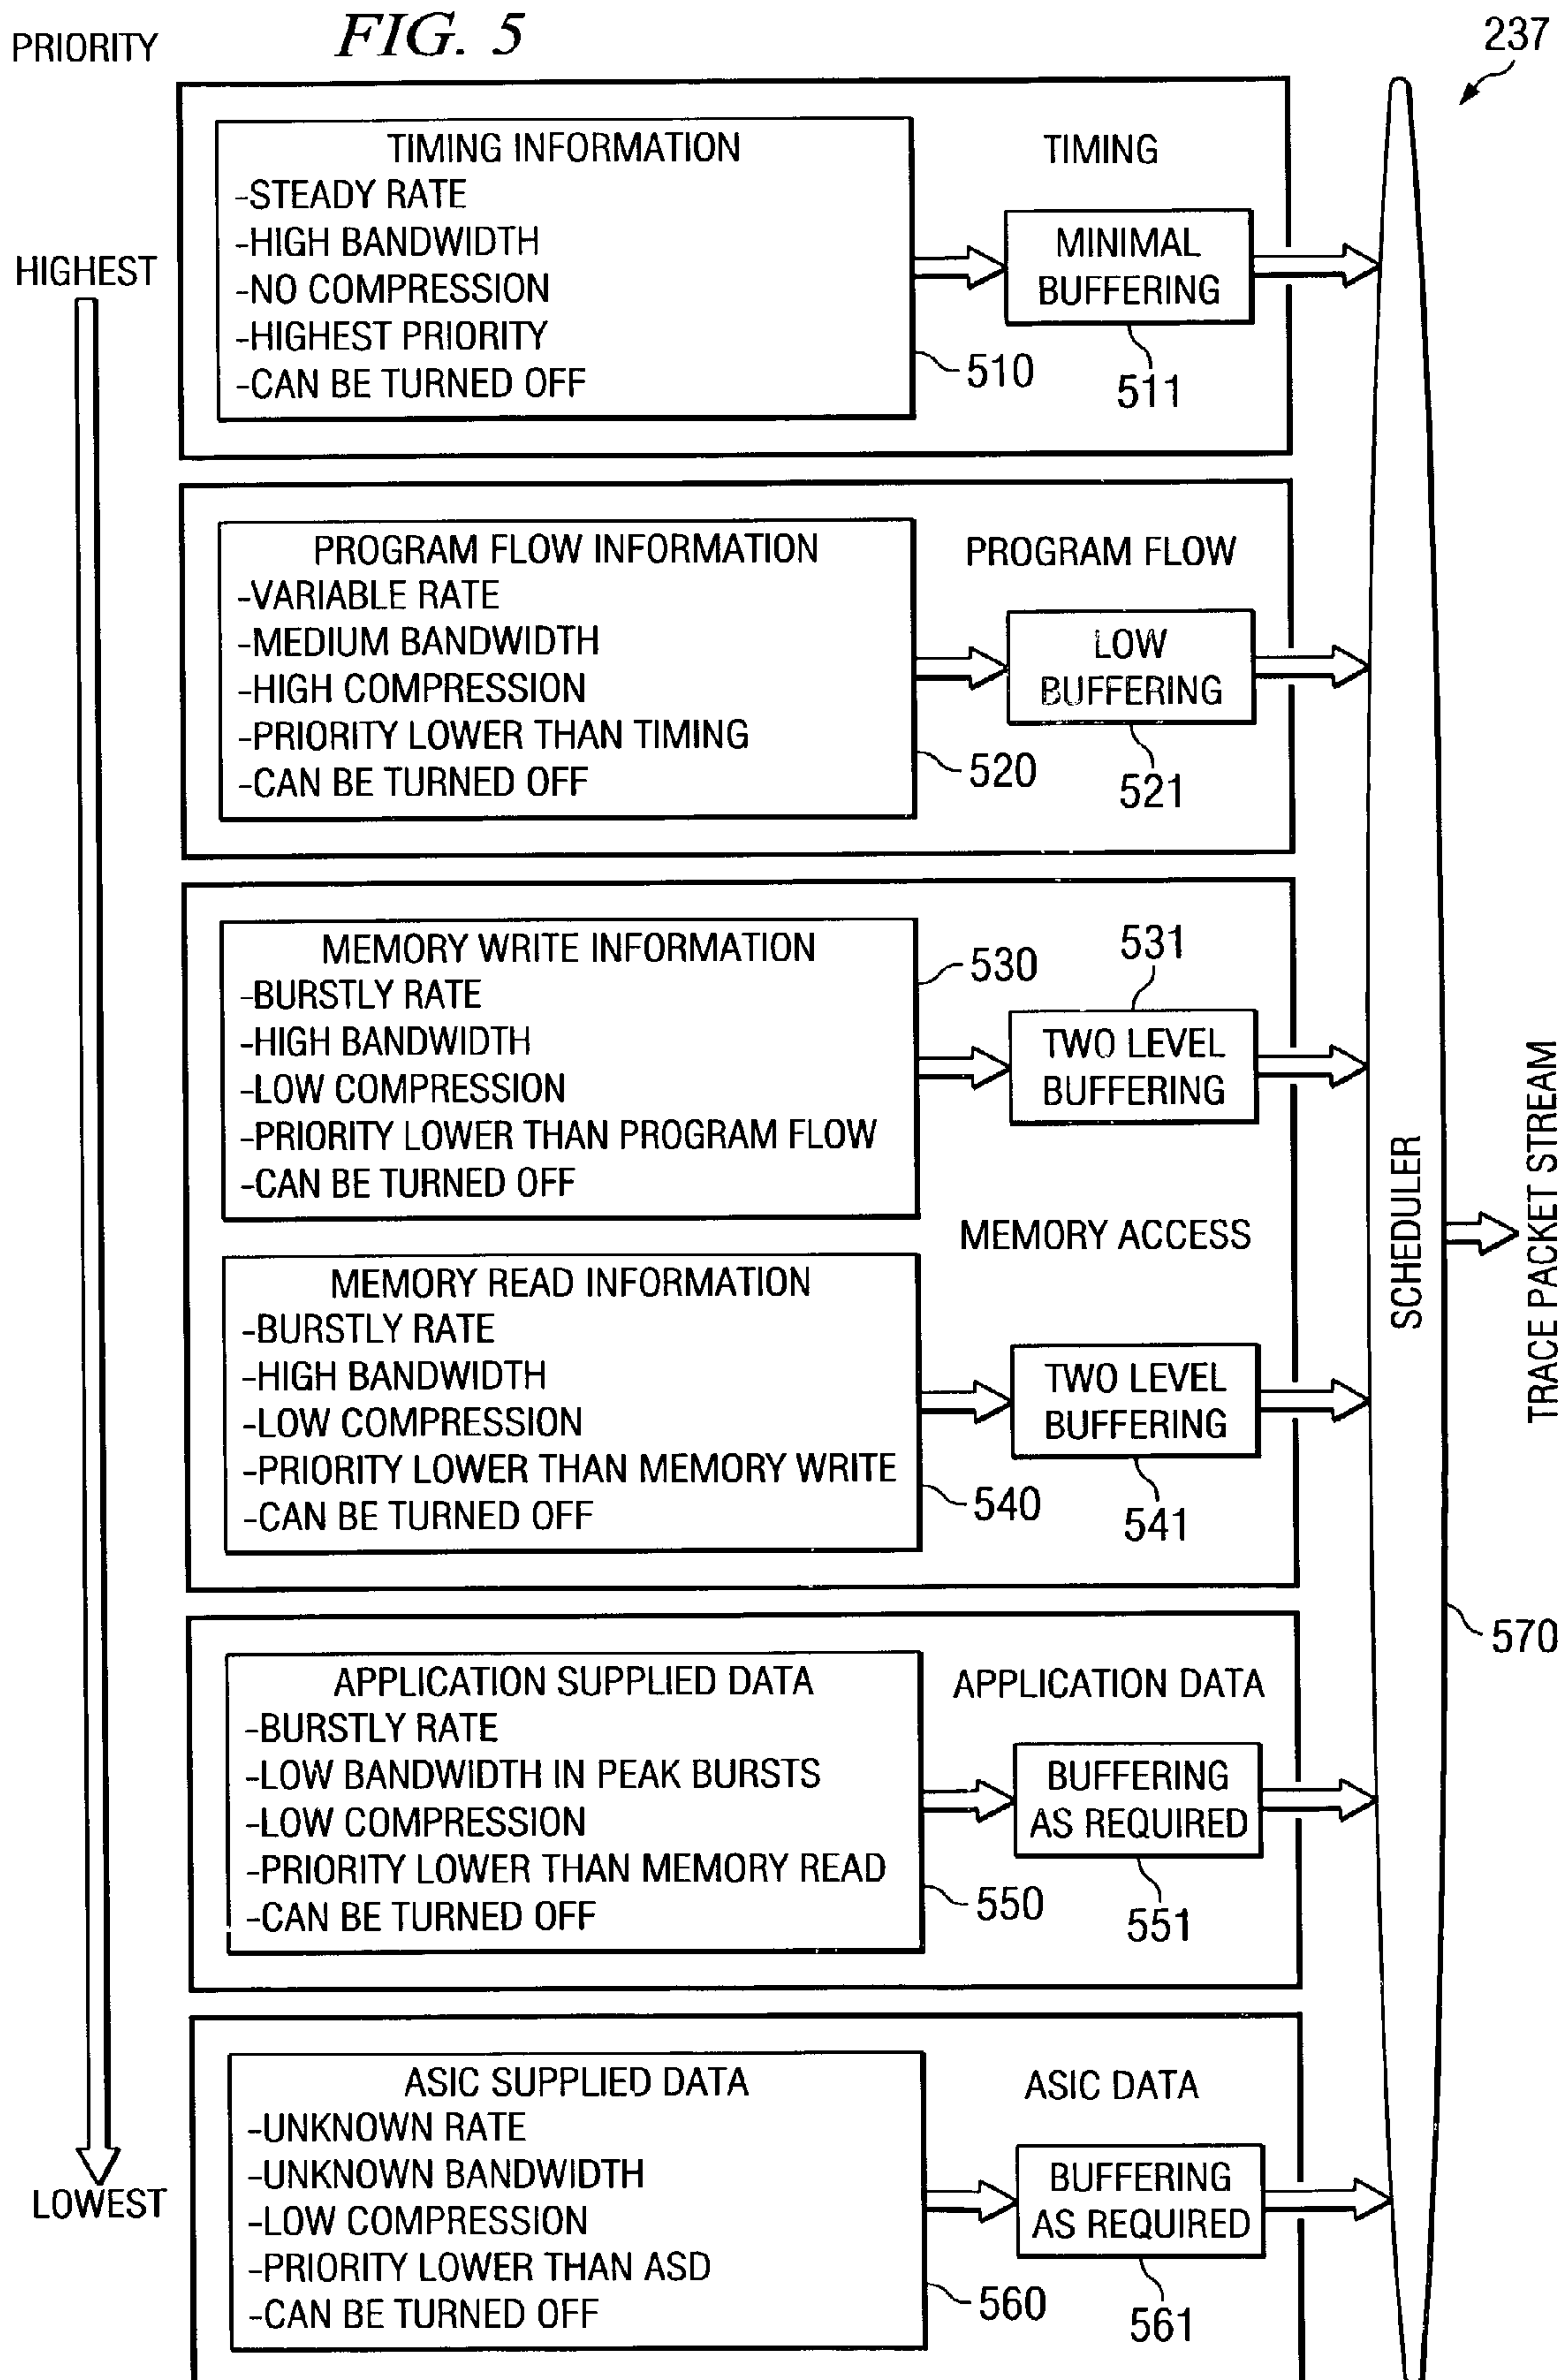 FIG. 5
PRIORITY
237
HIGHEST
LOWEST
TIMING INFORMATION
-STEADY RATE
-HIGH BANDWIDTH
-NO COMPRESSION
-HIGHEST PRIORITY
-CAN BE TURNED OFF
510
TIMING
MINIMAL
BUFFERING
511
PROGRAM FLOW INFORMATION
-VARIABLE RATE
-MEDIUM BANDWIDTH
-HIGH COMPRESSION
-PRIORITY LOWER THAN TIMING
-CAN BE TURNED OFF
520
PROGRAM FLOW
LOW
BUFFERING
521
MEMORY WRITE INFORMATION
-BURSTLY RATE
-HIGH BANDWIDTH
-LOW COMPRESSION
-PRIORITY LOWER THAN PROGRAM FLOW
-CAN BE TURNED OFF
530
531
TWO LEVEL
BUFFERING
MEMORY ACCESS
MEMORY READ INFORMATION
-BURSTLY RATE
-HIGH BANDWIDTH
-LOW COMPRESSION
-PRIORITY LOWER THAN MEMORY WRITE
-CAN BE TURNED OFF
540
TWO LEVEL
BUFFERING
541
APPLICATION SUPPLIED DATA
-BURSTLY RATE
-LOW BANDWIDTH IN PEAK BURSTS
-LOW COMPRESSION
-PRIORITY LOWER THAN MEMORY READ
-CAN BE TURNED OFF
550
APPLICATION DATA
BUFFERING
AS REQUIRED
551
ASIC SUPPLIED DATA
-UNKNOWN RATE
-UNKNOWN BANDWIDTH
-LOW COMPRESSION
-PRIORITY LOWER THAN ASD
-CAN BE TURNED OFF
560
ASIC DATA
BUFFERING
AS REQUIRED
561
SCHEDULER
570
TRACE PACKET STREAM